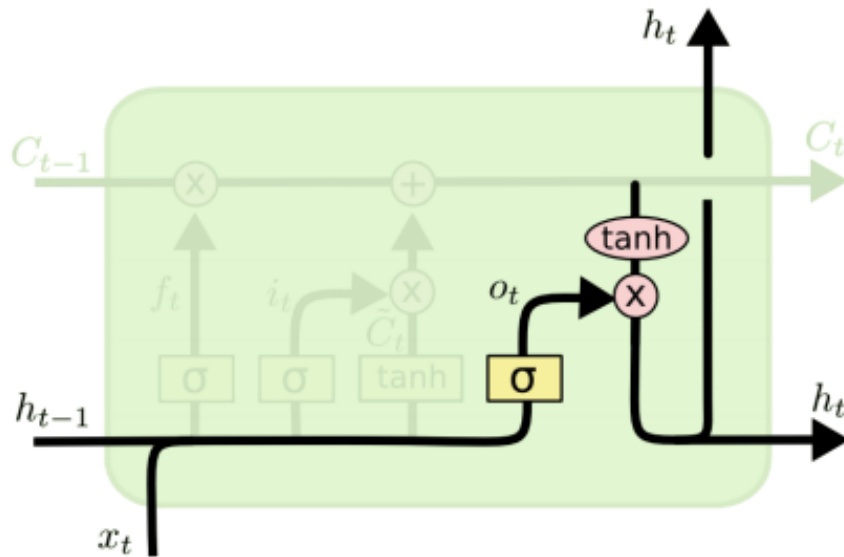 h_t
C_{t-1}
C_t
x
+
tanh
f_t
i_t
x
o_t
x
C̃_t
σ
σ
tanh
σ
h_{t-1}
h_t
x_t